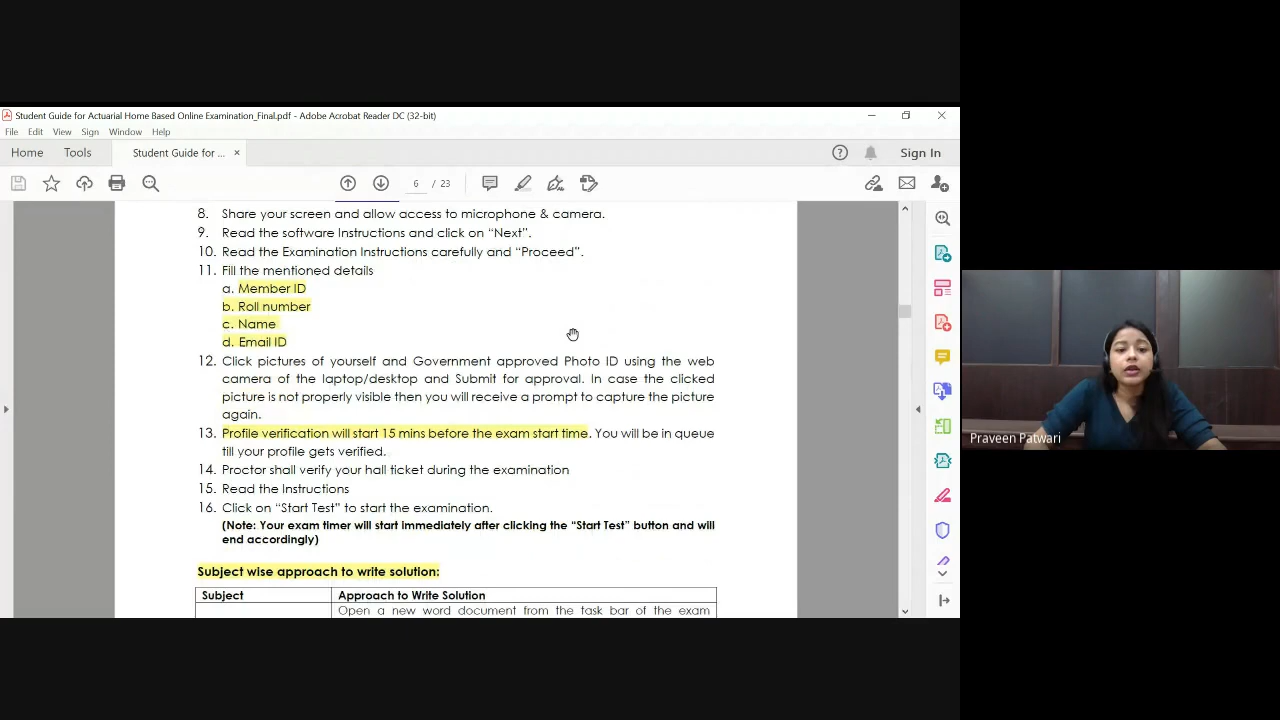 Student Guide for Actuarial Home Based Online Examination_Final.pdf - Adobe Acrobat Reader DC (32-bit)
File Edit View Sign Window Help
Home Tools Student Guide for ... × Sign In
6 / 23
8. Share your screen and allow access to microphone & camera.
9. Read the software Instructions and click on “Next”.
10. Read the Examination Instructions carefully and “Proceed”.
11. Fill the mentioned details
a. Member ID
b. Roll number
c. Name
d. Email ID
12. Click pictures of yourself and Government approved Photo ID using the web
camera of the laptop/desktop and Submit for approval. In case the clicked
picture is not properly visible then you will receive a prompt to capture the picture
again.
13. Profile verification will start 15 mins before the exam start time. You will be in queue
till your profile gets verified.
14. Proctor shall verify your hall ticket during the examination
15. Read the Instructions
16. Click on “Start Test” to start the examination.
(Note: Your exam timer will start immediately after clicking the “Start Test” button and will
end accordingly)
Subject wise approach to write solution:
Subject Approach to Write Solution
Open a new word document from the task bar of the exam
Praveen Patwari